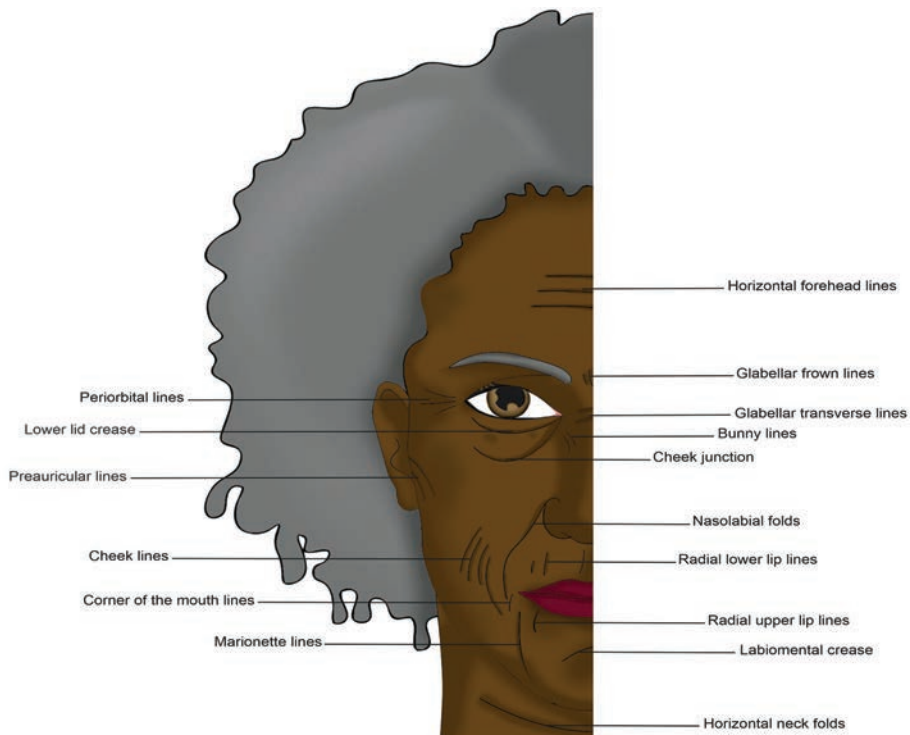 Horizontal forehead lines
Glabellar frown lines
Periorbital lines
Glabellar transverse lines
Lower lid crease
Bunny lines
Cheek junction
Preauricular lines
Nasolabial folds
Cheek lines
Radial lower lip lines
Corner of the mouth lines
Radial upper lip lines
Marionette lines
Labiomental crease
Horizontal neck folds